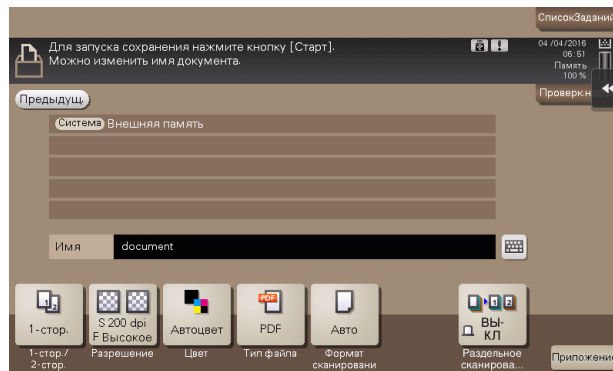 СписокЗаданий
Для запуска сохранения нажмите кнопку [Старт].
Можно изменить имя документа.
04/04/2016
06:51
Память
100 %
Предыдущ.
Проверкн
Система Внешняя память
Имя document
1-стор.
S 200 dpi
F Высокое
Автоцвет
PDF
PDF
Авто
ВЫ-
КЛ
1-стор./
2-стор.
Разрешение
Цвет
Тип файла
Формат
сканировани
Раздельное
сканирова...
Приложение